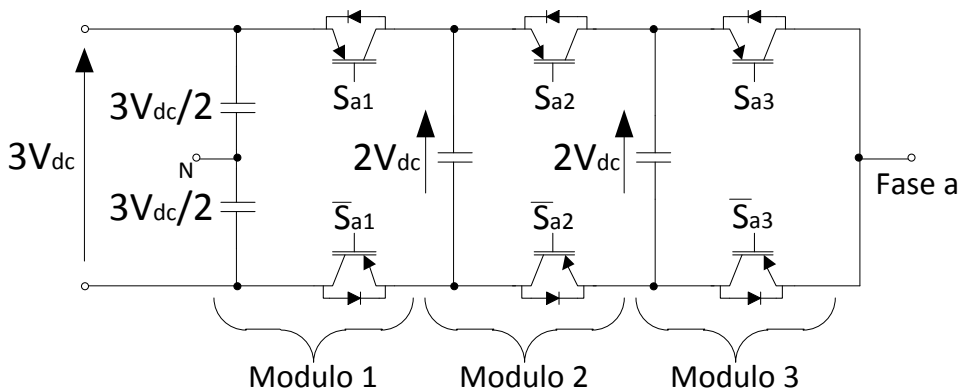 Sa1
Sa2
Sa3
3Vdc/2
3Vdc
2Vdc
2Vdc
N
Fase a
3Vdc/2
S̅a1
S̅a2
S̅a3
Modulo 1
Modulo 2
Modulo 3